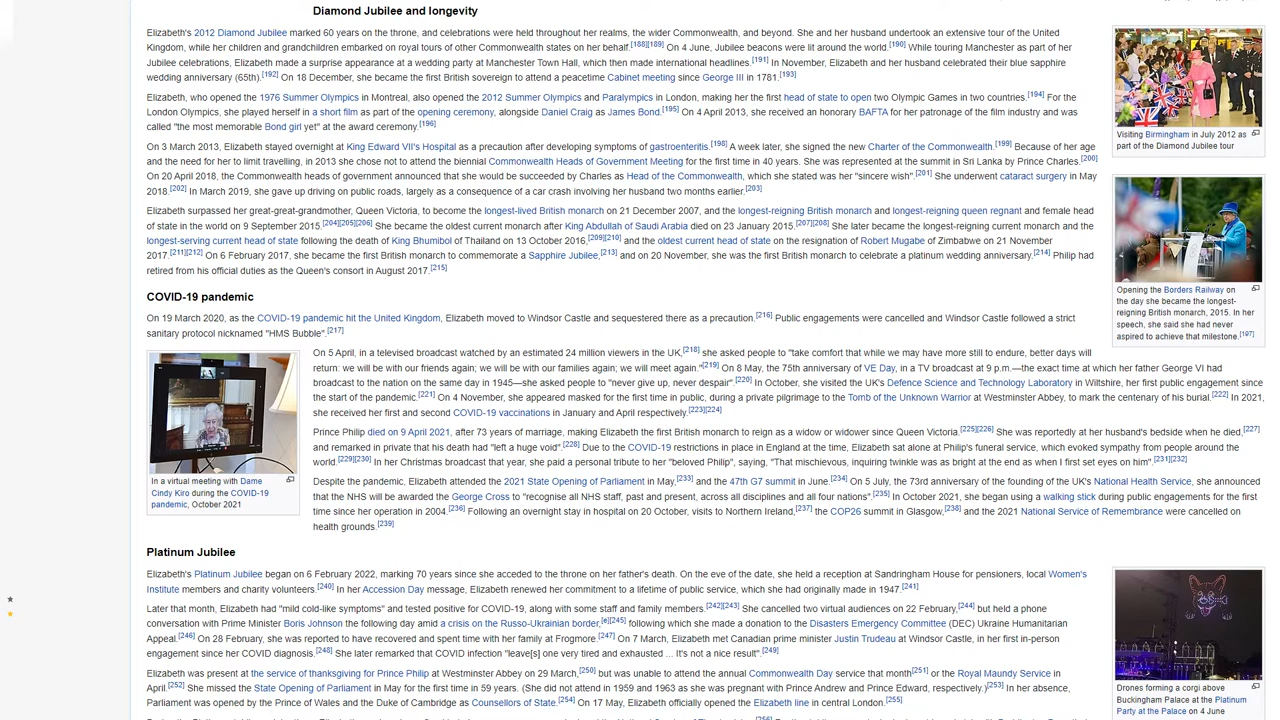 Diamond Jubilee and longevity
Elizabeth's 2012 Diamond Jubilee marked 60 years on the throne, and celebrations were held throughout her realms, the wider Commonwealth, and beyond. She and her husband undertook an extensive tour of the United
Kingdom, while her children and grandchildren embarked on royal tours of other Commonwealth states on her behalf.[188][189] On 4 June, Jubilee beacons were lit around the world.[190] While touring Manchester as part of her
Jubilee celebrations, Elizabeth made a surprise appearance at a wedding party at Manchester Town Hall, which then made international headlines.[191] In November, Elizabeth and her husband celebrated their blue sapphire
wedding anniversary (65th).[192] On 18 December, she became the first British sovereign to attend a peacetime Cabinet meeting since George III in 1781.[193]
Visiting Birmingham in July 2012 as
part of the Diamond Jubilee tour
Elizabeth, who opened the 1976 Summer Olympics in Montreal, also opened the 2012 Summer Olympics and Paralympics in London, making her the first head of state to open two Olympic Games in two countries.[194] For the
London Olympics, she played herself in a short film as part of the opening ceremony, alongside Daniel Craig as James Bond.[195] On 4 April 2013, she received an honorary BAFTA for her patronage of the film industry and was
called "the most memorable Bond girl yet" at the award ceremony.[196]
On 3 March 2013, Elizabeth stayed overnight at King Edward VII's Hospital as a precaution after developing symptoms of gastroenteritis.[198] A week later, she signed the new Charter of the Commonwealth.[199] Because of her age
and the need for her to limit travelling, in 2013 she chose not to attend the biennial Commonwealth Heads of Government Meeting for the first time in 40 years. She was represented at the summit in Sri Lanka by Prince Charles.[200]
On 20 April 2018, the Commonwealth heads of government announced that she would be succeeded by Charles as Head of the Commonwealth, which she stated was her "sincere wish".[201] She underwent cataract surgery in May
2018.[202] In March 2019, she gave up driving on public roads, largely as a consequence of a car crash involving her husband two months earlier.[203]
Elizabeth surpassed her great-great-grandmother, Queen Victoria, to become the longest-lived British monarch on 21 December 2007, and the longest-reigning British monarch and longest-reigning queen regnant and female head
of state in the world on 9 September 2015.[204][205][206] She became the oldest current monarch after King Abdullah of Saudi Arabia died on 23 January 2015.[207][208] She later became the longest-reigning current monarch and the
longest-serving current head of state following the death of King Bhumibol of Thailand on 13 October 2016,[209][210] and the oldest current head of state on the resignation of Robert Mugabe of Zimbabwe on 21 November
2017.[211][212] On 6 February 2017, she became the first British monarch to commemorate a Sapphire Jubilee,[213] and on 20 November, she was the first British monarch to celebrate a platinum wedding anniversary.[214] Philip had
retired from his official duties as the Queen's consort in August 2017.[215]
Opening the Borders Railway on
the day she became the longest-
reigning British monarch, 2015. In her
speech, she said she had never
aspired to achieve that milestone.[197]
COVID-19 pandemic
On 19 March 2020, as the COVID-19 pandemic hit the United Kingdom, Elizabeth moved to Windsor Castle and sequestered there as a precaution.[216] Public engagements were cancelled and Windsor Castle followed a strict
sanitary protocol nicknamed "HMS Bubble".[217]
On 5 April, in a televised broadcast watched by an estimated 24 million viewers in the UK,[218] she asked people to "take comfort that while we may have more still to endure, better days will
return: we will be with our friends again; we will be with our families again; we will meet again."[219] On 8 May, the 75th anniversary of VE Day, in a TV broadcast at 9 p.m.—the exact time at which her father George VI had
broadcast to the nation on the same day in 1945—she asked people to "never give up, never despair".[220] In October, she visited the UK's Defence Science and Technology Laboratory in Wiltshire, her first public engagement since
the start of the pandemic.[221] On 4 November, she appeared masked for the first time in public, during a private pilgrimage to the Tomb of the Unknown Warrior at Westminster Abbey, to mark the centenary of his burial.[222] In 2021,
she received her first and second COVID-19 vaccinations in January and April respectively.[223][224]
In a virtual meeting with Dame
Cindy Kiro during the COVID-19
pandemic, October 2021
Prince Philip died on 9 April 2021, after 73 years of marriage, making Elizabeth the first British monarch to reign as a widow or widower since Queen Victoria.[225][226] She was reportedly at her husband's bedside when he died,[227]
and remarked in private that his death had "left a huge void".[228] Due to the COVID-19 restrictions in place in England at the time, Elizabeth sat alone at Philip's funeral service, which evoked sympathy from people around the
world.[229][230] In her Christmas broadcast that year, she paid a personal tribute to her "beloved Philip", saying, "That mischievous, inquiring twinkle was as bright at the end as when I first set eyes on him".[231][232]
Despite the pandemic, Elizabeth attended the 2021 State Opening of Parliament in May,[233] and the 47th G7 summit in June.[234] On 5 July, the 73rd anniversary of the founding of the UK's National Health Service, she announced
that the NHS will be awarded the George Cross to "recognise all NHS staff, past and present, across all disciplines and all four nations".[235] In October 2021, she began using a walking stick during public engagements for the first
time since her operation in 2004.[236] Following an overnight stay in hospital on 20 October, visits to Northern Ireland,[237] the COP26 summit in Glasgow,[238] and the 2021 National Service of Remembrance were cancelled on
health grounds.[239]
Platinum Jubilee
Elizabeth's Platinum Jubilee began on 6 February 2022, marking 70 years since she acceded to the throne on her father's death. On the eve of the date, she held a reception at Sandringham House for pensioners, local Women's
Institute members and charity volunteers.[240] In her Accession Day message, Elizabeth renewed her commitment to a lifetime of public service, which she had originally made in 1947.[241]
Later that month, Elizabeth had "mild cold-like symptoms" and tested positive for COVID-19, along with some staff and family members.[242][243] She cancelled two virtual audiences on 22 February,[244] but held a phone
conversation with Prime Minister Boris Johnson the following day amid a crisis on the Russo-Ukrainian border,[e][245] following which she made a donation to the Disasters Emergency Committee (DEC) Ukraine Humanitarian
Appeal.[246] On 28 February, she was reported to have recovered and spent time with her family at Frogmore.[247] On 7 March, Elizabeth met Canadian prime minister Justin Trudeau at Windsor Castle, in her first in-person
engagement since her COVID diagnosis.[248] She later remarked that COVID infection "leave[s] one very tired and exhausted ... It's not a nice result".[249]
Elizabeth was present at the service of thanksgiving for Prince Philip at Westminster Abbey on 29 March,[250] but was unable to attend the annual Commonwealth Day service that month[251] or the Royal Maundy Service in
April.[252] She missed the State Opening of Parliament in May for the first time in 59 years. (She did not attend in 1959 and 1963 as she was pregnant with Prince Andrew and Prince Edward, respectively.)[253] In her absence,
Parliament was opened by the Prince of Wales and the Duke of Cambridge as Counsellors of State.[254] On 17 May, Elizabeth officially opened the Elizabeth line in central London.[255]
Drones forming a corgi above
Buckingham Palace at the Platinum
Party at the Palace on 4 June